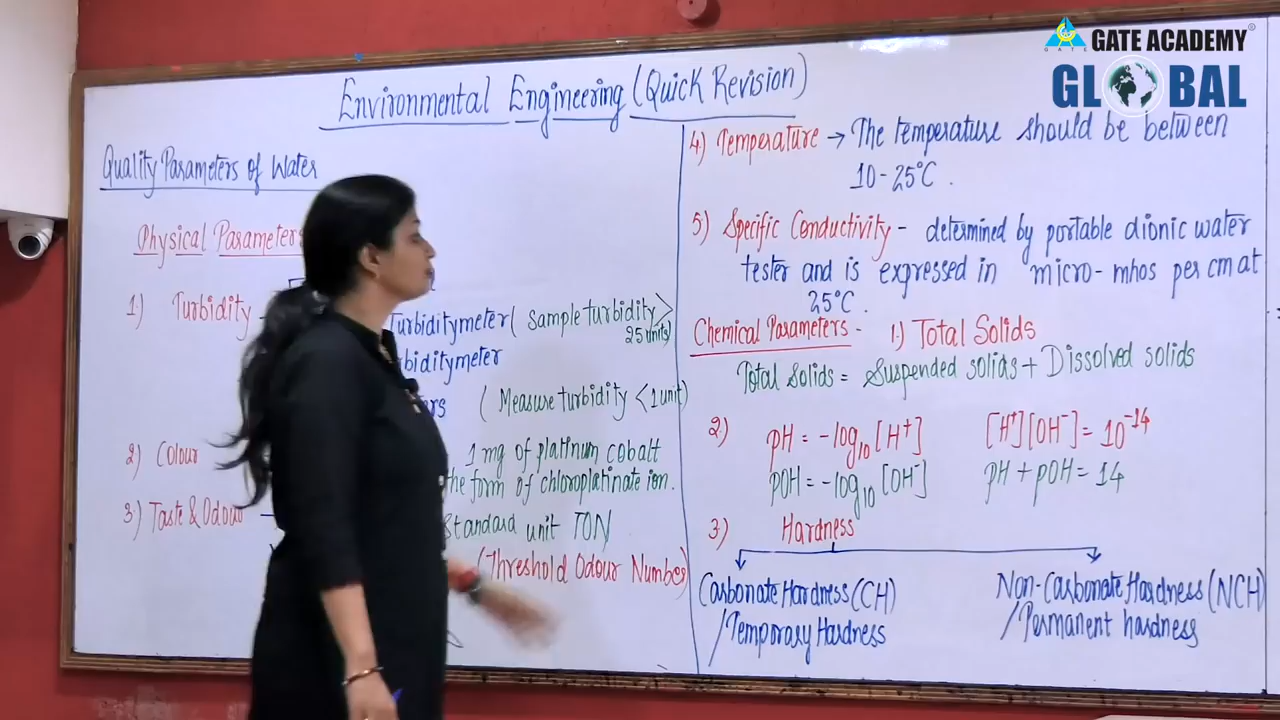 GATE ACADEMY
GATE
GLOBAL
Environmental Engineering (Quick Revision)
Quality Parameters of Water
Physical Parameters
1) Turbidity
Turbiditymeter ( Sample turbidity >
25 units)
biditymeter
ers ( Measure turbidity < 1 unit)
2) Colour 1 mg of platinum cobalt
the form of chloroplatinate ion.
3) Taste & Odour Standard unit TON
(Threshold Odour Number)
4) Temperature → The temperature should be between
10 - 25°C .
5) Specific Conductivity - determined by portable dionic water
tester and is expressed in micro-mhos per cm at
25°C .
Chemical Parameters - 1) Total Solids
Total Solids = Suspended solids + Dissolved solids
2) pH = -log₁₀ [H⁺] [H⁺][OH⁻] = 10⁻¹⁴
pOH = -log₁₀ [OH⁻] pH + pOH = 14
3) Hardness
Carbonate Hardness (CH)
/Temporary Hardness
Non-Carbonate Hardness (NCH)
/Permanent hardness